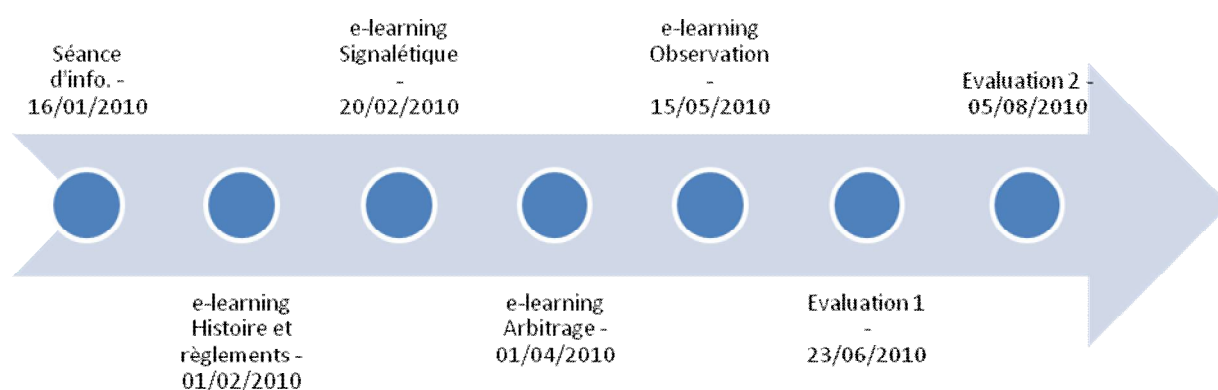 Séance
d'info. -
16/01/2010
e-learning
Histoire et
règlements -
01/02/2010
e-learning
Signalétique
-
20/02/2010
e-learning
Arbitrage -
01/04/2010
e-learning
Observation
-
15/05/2010
Evaluation 1
-
23/06/2010
Evaluation 2 -
05/08/2010